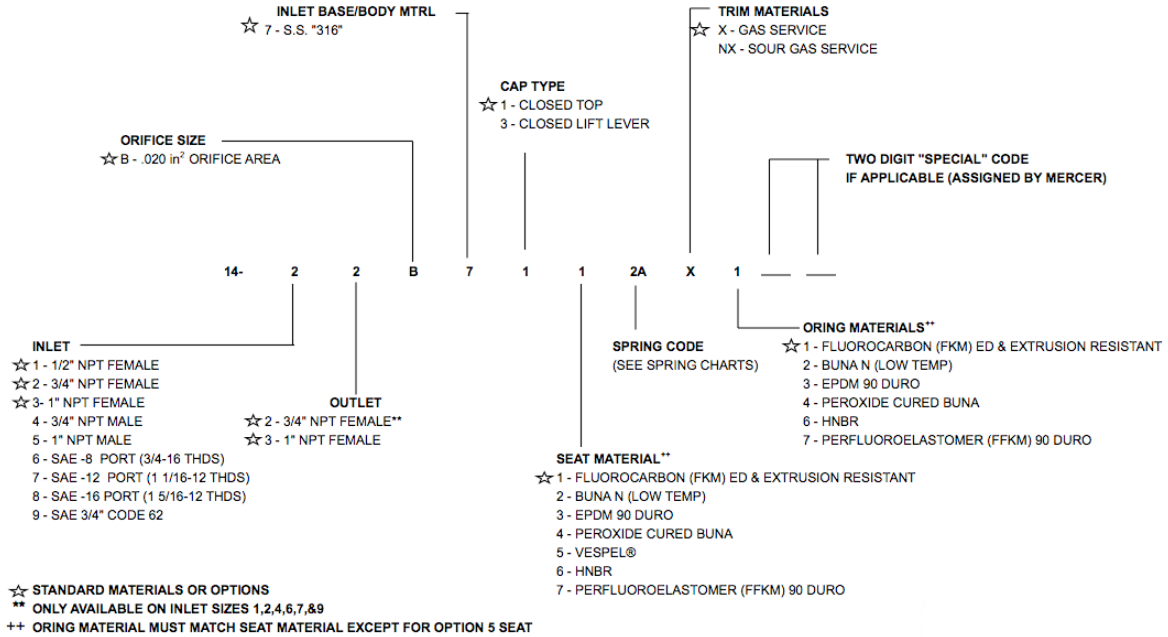 INLET BASE/BODY MTRL
☆ 7 - S.S. "316"
TRIM MATERIALS
☆ X - GAS SERVICE
NX - SOUR GAS SERVICE
CAP TYPE
☆ 1 - CLOSED TOP
3 - CLOSED LIFT LEVER
ORIFICE SIZE
☆ B - .020 in² ORIFICE AREA
TWO DIGIT "SPECIAL" CODE
IF APPLICABLE (ASSIGNED BY MERCER)
14- 2 2 B 7 1 1 2A X 1 __ __
INLET
☆ 1 - 1/2" NPT FEMALE
☆ 2 - 3/4" NPT FEMALE
☆ 3- 1" NPT FEMALE
4 - 3/4" NPT MALE
5 - 1" NPT MALE
6 - SAE -8 PORT (3/4-16 THDS)
7 - SAE -12 PORT (1 1/16-12 THDS)
8 - SAE -16 PORT (1 5/16-12 THDS)
9 - SAE 3/4" CODE 62
OUTLET
☆ 2 - 3/4" NPT FEMALE**
☆ 3 - 1" NPT FEMALE
SPRING CODE
(SEE SPRING CHARTS)
ORING MATERIALS++
☆ 1 - FLUOROCARBON (FKM) ED & EXTRUSION RESISTANT
2 - BUNA N (LOW TEMP)
3 - EPDM 90 DURO
4 - PEROXIDE CURED BUNA
6 - HNBR
7 - PERFLUOROELASTOMER (FFKM) 90 DURO
SEAT MATERIAL++
☆ 1 - FLUOROCARBON (FKM) ED & EXTRUSION RESISTANT
2 - BUNA N (LOW TEMP)
3 - EPDM 90 DURO
4 - PEROXIDE CURED BUNA
5 - VESPEL®
6 - HNBR
7 - PERFLUOROELASTOMER (FFKM) 90 DURO
☆ STANDARD MATERIALS OR OPTIONS
** ONLY AVAILABLE ON INLET SIZES 1,2,4,6,7,&9
++ ORING MATERIAL MUST MATCH SEAT MATERIAL EXCEPT FOR OPTION 5 SEAT